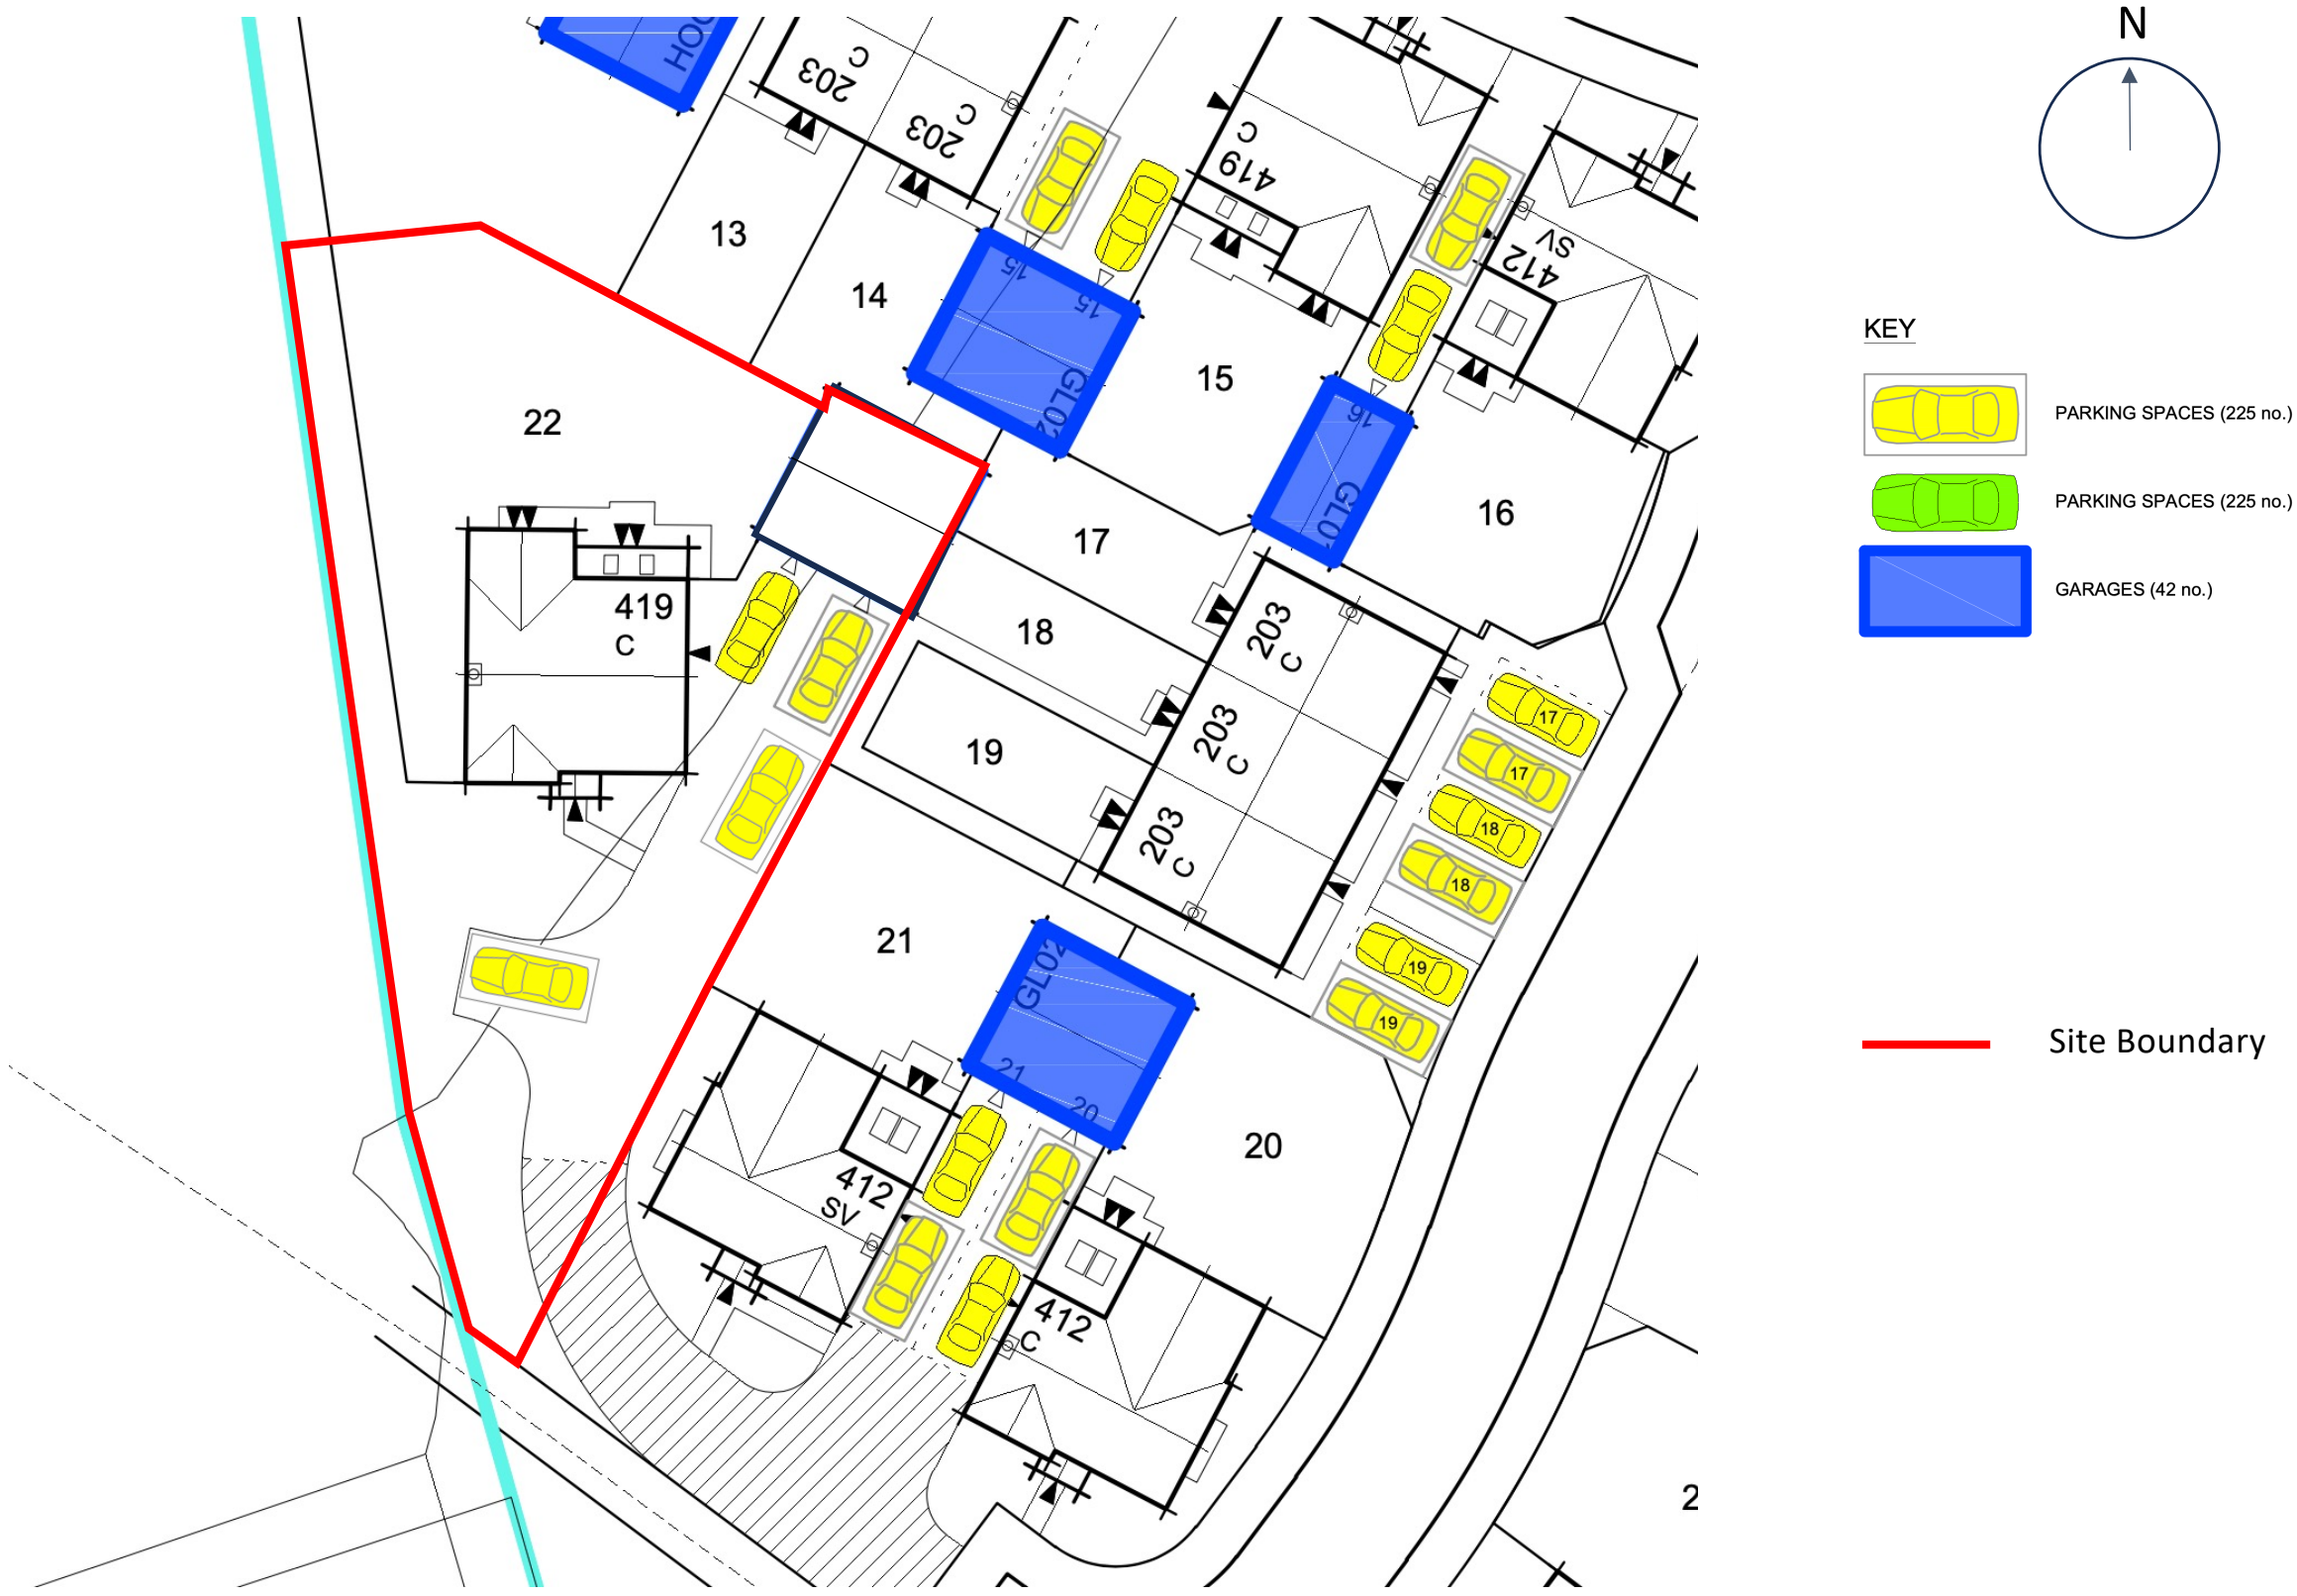 N
203
C
203
C
C
419
SV
412
13
14
15
15
GL02
15
16
GL01
16
22
17
18
19
419
C
203
C
203
C
203
C
17
17
18
18
19
19
21
GL02
21
20
20
412
SV
412
C
2
KEY
PARKING SPACES (225 no.)
PARKING SPACES (225 no.)
GARAGES (42 no.)
Site Boundary